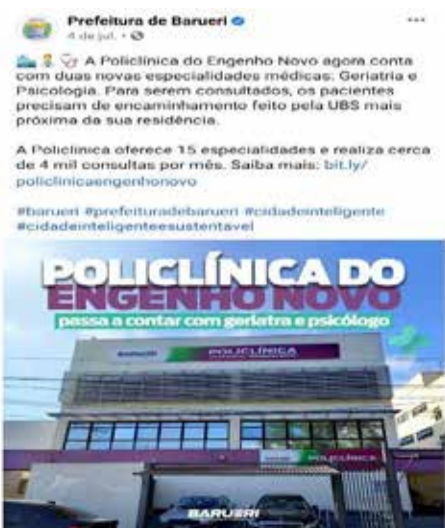 Prefeitura de Barueri
4 de jul.
A Policlínica do Engenho Novo agora conta
com duas novas especialidades médicas: Geriatria e
Psicologia. Para serem consultados, os pacientes
precisam de encaminhamento feito pela UBS mais
próxima da sua residência.
A Policlínica oferece 15 especialidades e realiza cerca
de 4 mil consultas por mês. Saiba mais: bit.ly/
policlinicaengenhonovo
#barueri #prefeituradebarueri #cidadeinteligente
#cidadeinteligenteesustentavel
POLICLÍNICA DO
ENGENHO NOVO
passa a contar com geriatra e psicólogo
BARUERI POLICLÍNICA
POLICLÍNICA
BARUERI